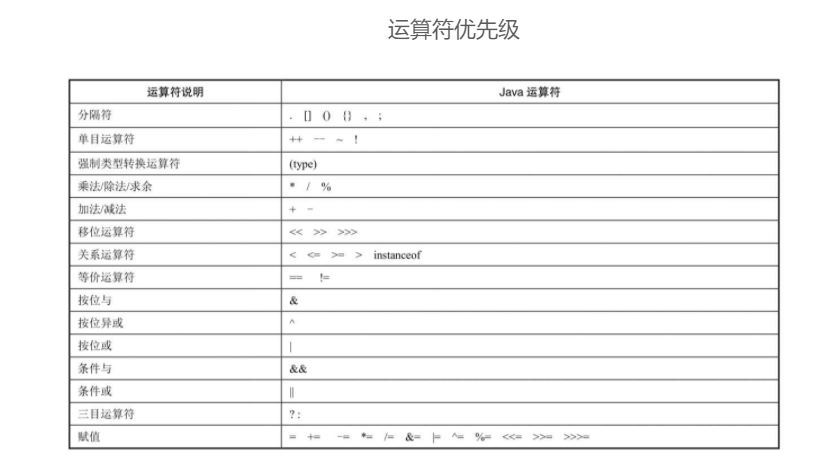 运算符优先级
运算符说明 Java 运算符
分隔符 . [] () {} , ;
单目运算符 ++ -- ~ !
强制类型转换运算符 (type)
乘法/除法/求余 * / %
加法/减法 + -
移位运算符 << >> >>>
关系运算符 < <= >= > instanceof
等价运算符 == !=
按位与 &
按位异或 ^
按位或 |
条件与 &&
条件或 ||
三目运算符 ? :
赋值 = += -= *= /= &= |= ^= %= <<= >>= >>>=